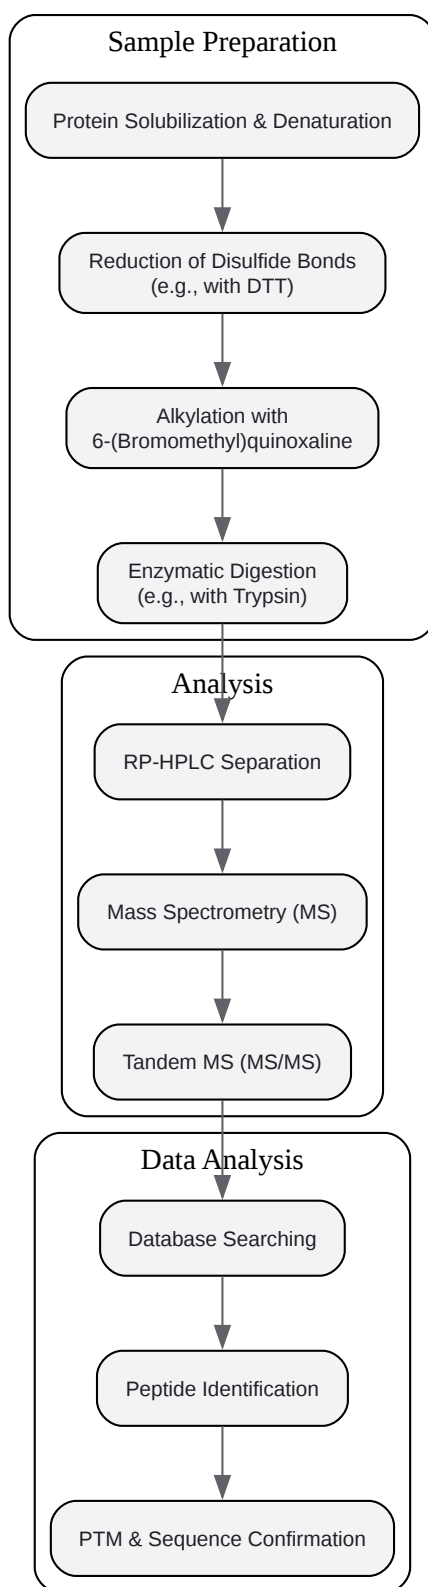 Sample Preparation
Protein Solubilization & Denaturation
Reduction of Disulfide Bonds
(e.g., with DTT)
Alkylation with
6-(Bromomethyl)quinoxaline
Enzymatic Digestion
(e.g., with Trypsin)
Analysis
RP-HPLC Separation
Mass Spectrometry (MS)
Tandem MS (MS/MS)
Data Analysis
Database Searching
Peptide Identification
PTM & Sequence Confirmation